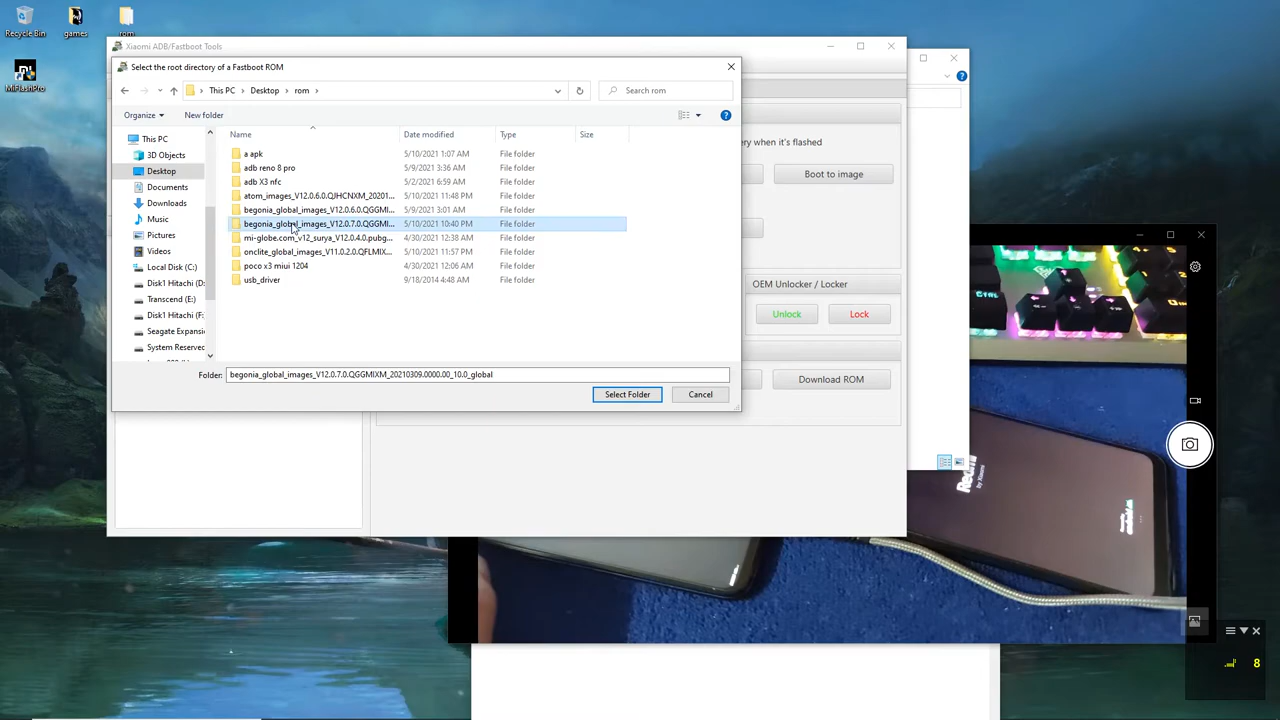 Recycle Bin
games
rom
MiFlashPro
Xiaomi ADB/Fastboot Tools
Select the root directory of a Fastboot ROM
This PC
Desktop
rom
Search rom
Organize
New folder
This PC
3D Objects
Desktop
Documents
Downloads
Music
Pictures
Videos
Local Disk (C:)
Disk1 Hitachi (D:
Transcend (E:)
Disk1 Hitachi (F:
Seagate Expansi
System Reserved
Name Date modified Type Size
a apk 5/10/2021 1:07 AM File folder
adb reno 8 pro 5/9/2021 3:36 AM File folder
adb X3 nfc 5/2/2021 6:59 AM File folder
atom_images_V12.0.6.0.QJHCNXM_20201... 5/10/2021 11:48 PM File folder
begonia_global_images_V12.0.6.0.QGGMI... 5/9/2021 3:01 AM File folder
begonia_global_images_V12.0.7.0.QGGMI... 5/10/2021 10:40 PM File folder
mi-globe.com_v12_surya_V12.0.4.0.pubg... 4/30/2021 12:38 AM File folder
onclite_global_images_V11.0.2.0.QFLMIX... 5/10/2021 11:57 PM File folder
poco x3 miui 1204 4/30/2021 12:06 AM File folder
usb_driver 9/18/2014 4:48 AM File folder
Folder: begonia_global_images_V12.0.7.0.QGGMIXM_20210309.0000.00_10.0_global
Select Folder
Cancel
ery when it's flashed
Boot to image
OEM Unlocker / Locker
Unlock
Lock
Download ROM
CTRL
Redmi
by Xiaomi
8